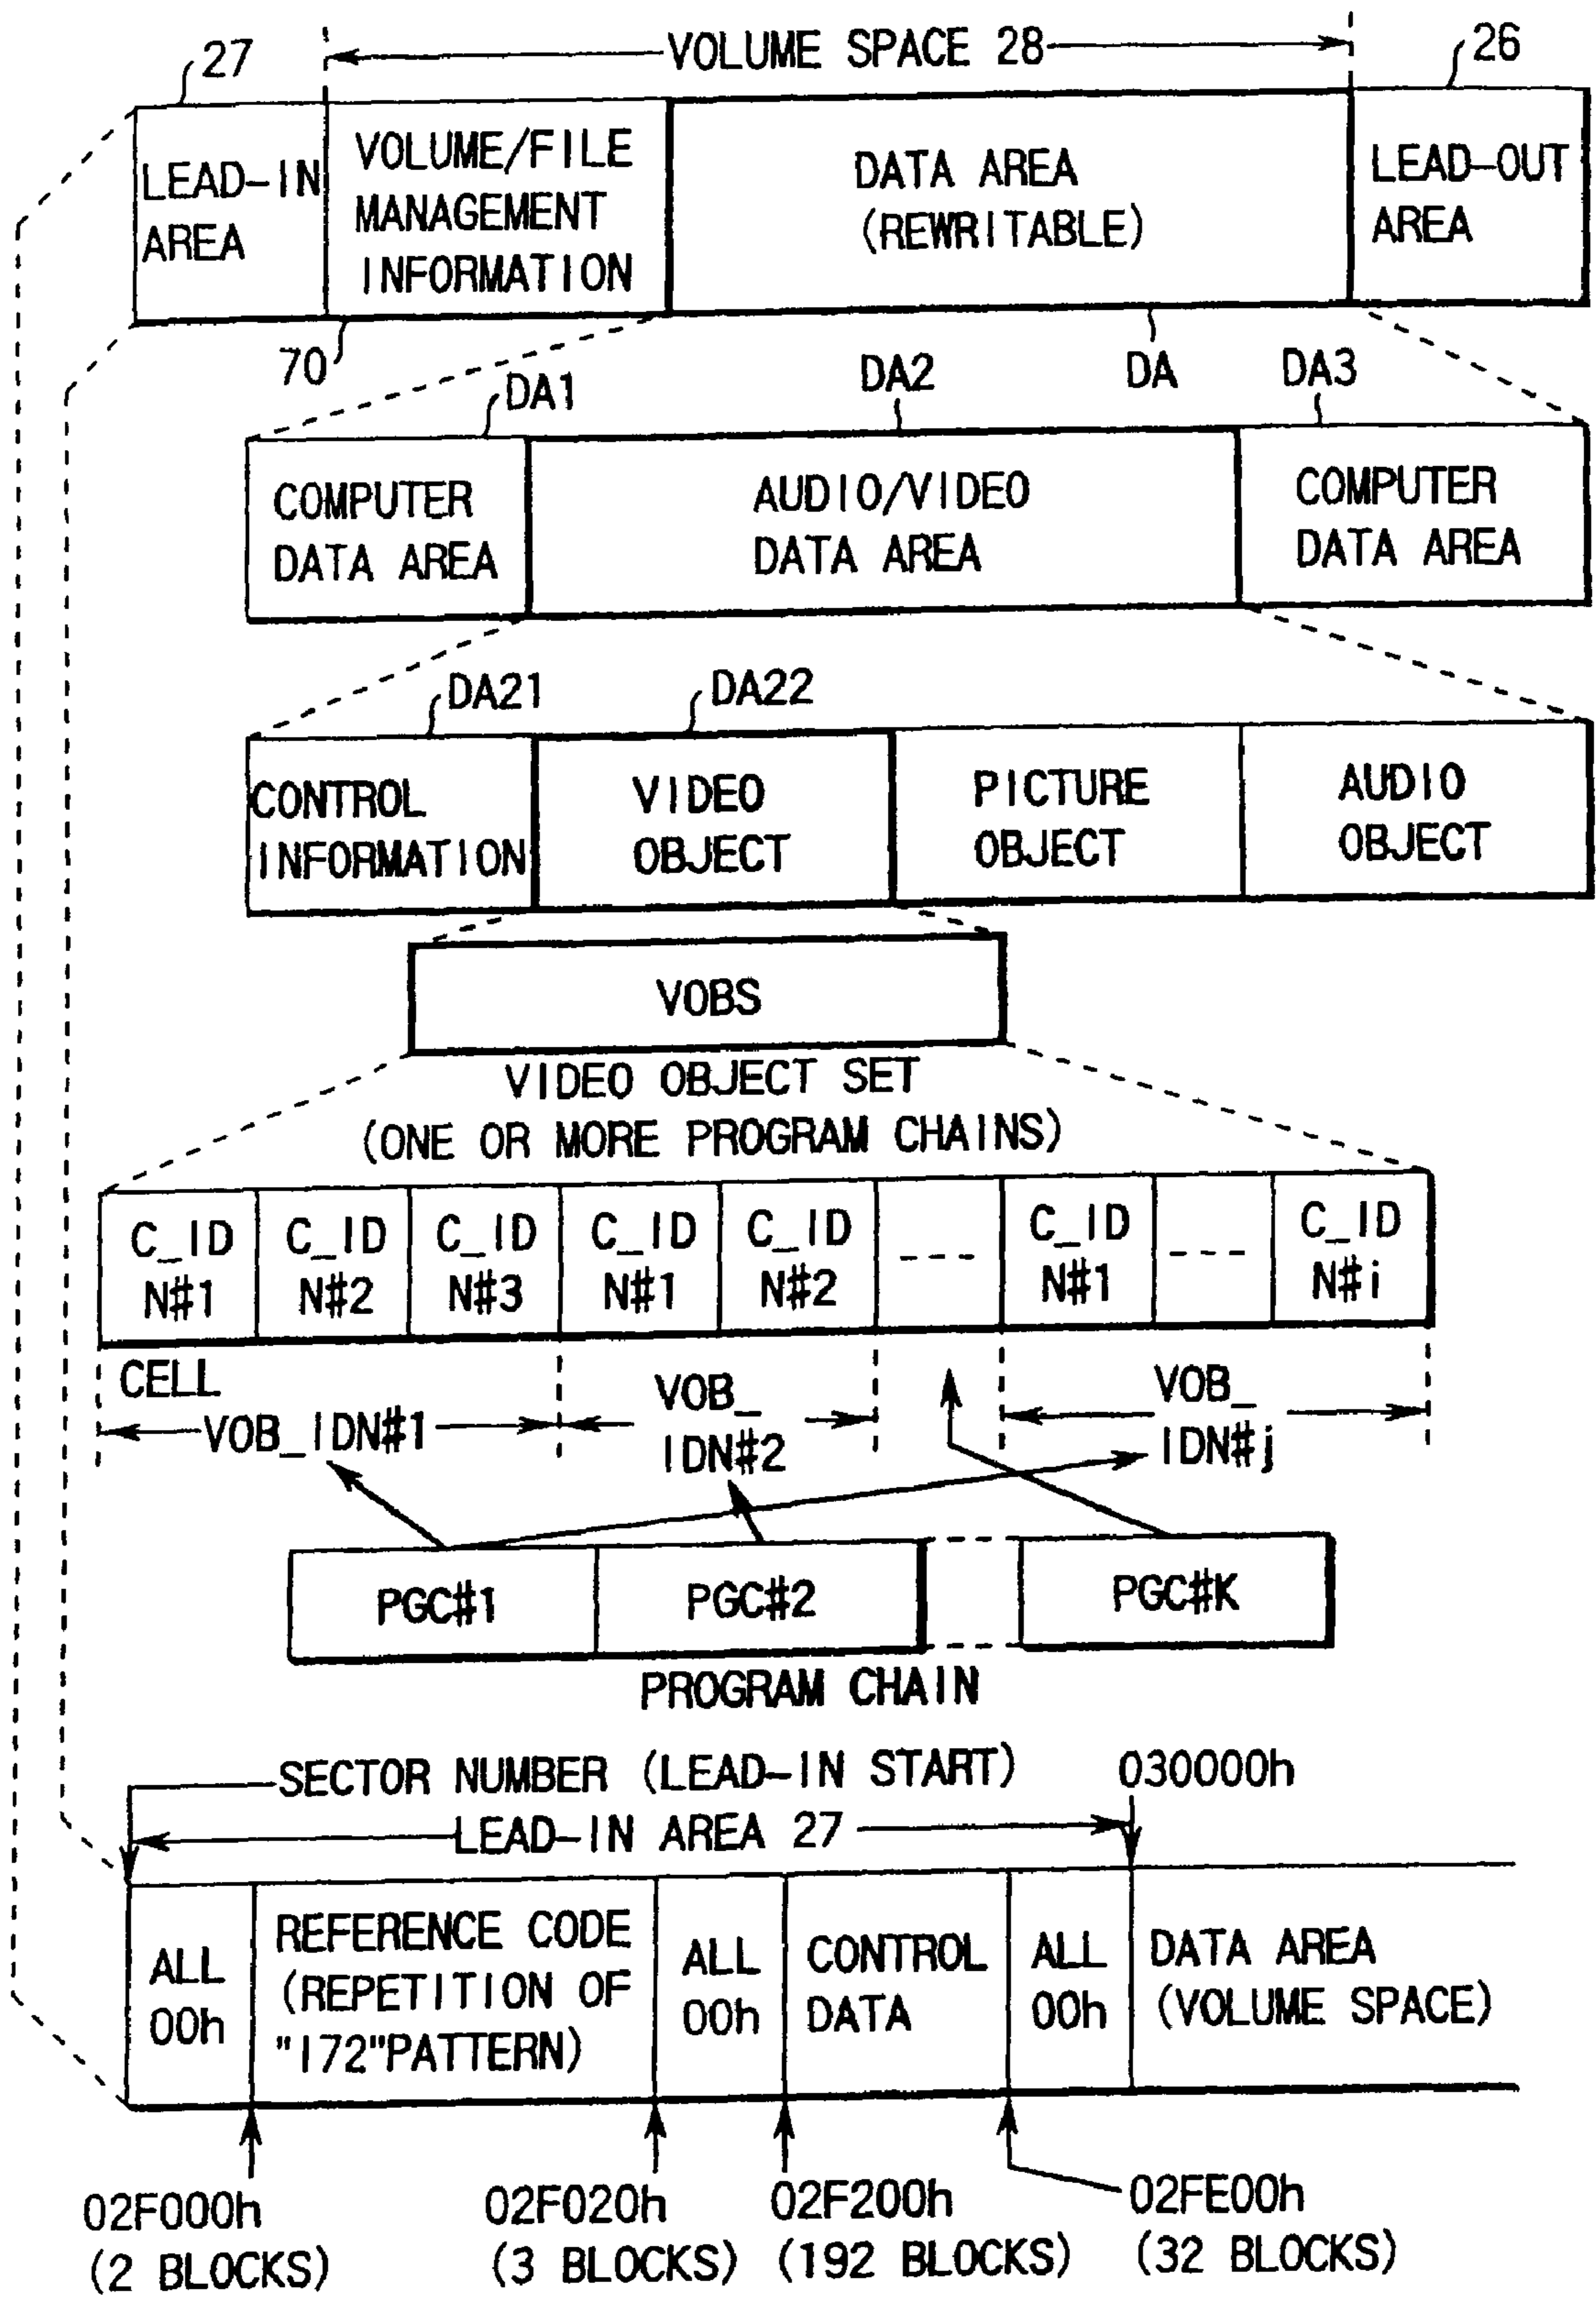 27
VOLUME SPACE 28
26
LEAD-IN
AREA
VOLUME/FILE
MANAGEMENT
INFORMATION
DATA AREA
(REWRITABLE)
LEAD-OUT
AREA
70
DA1
DA2
DA
DA3
COMPUTER
DATA AREA
AUDIO/VIDEO
DATA AREA
COMPUTER
DATA AREA
DA21
DA22
CONTROL
INFORMATION
VIDEO
OBJECT
PICTURE
OBJECT
AUDIO
OBJECT
VOBS
VIDEO OBJECT SET
(ONE OR MORE PROGRAM CHAINS)
C_ID
N#1
C_ID
N#2
C_ID
N#3
C_ID
N#1
C_ID
N#2
----
C_ID
N#1
----
C_ID
N#i
CELL
VOB_IDN#1
VOB_
IDN#2
VOB_
IDN#j
PGC#1
PGC#2
PGC#K
PROGRAM CHAIN
SECTOR NUMBER (LEAD-IN START)
030000h
LEAD-IN AREA 27
ALL
00h
REFERENCE CODE
(REPETITION OF
"172"PATTERN)
ALL
00h
CONTROL
DATA
ALL
00h
DATA AREA
(VOLUME SPACE)
02F000h
(2 BLOCKS)
02F020h
(3 BLOCKS)
02F200h
(192 BLOCKS)
02FE00h
(32 BLOCKS)